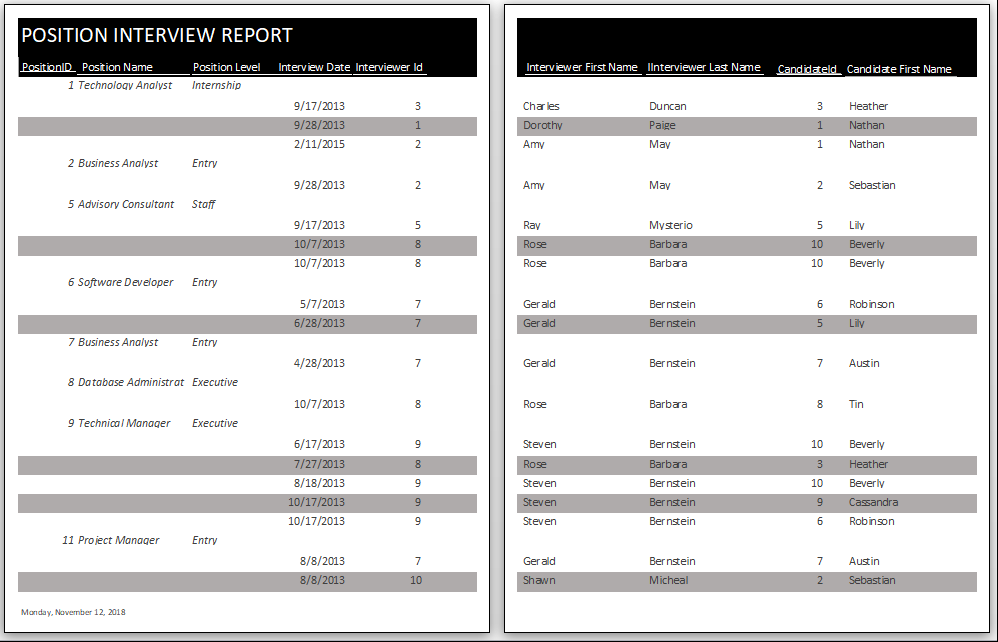 POSITION INTERVIEW REPORT
PositionID Position Name Position Level Interview Date Interviewer Id
1 Technology Analyst Internship
9/17/2013 3
9/28/2013 1
2/11/2015 2
2 Business Analyst Entry
9/28/2013 2
5 Advisory Consultant Staff
9/17/2013 5
10/7/2013 8
10/7/2013 8
6 Software Developer Entry
5/7/2013 7
6/28/2013 7
7 Business Analyst Entry
4/28/2013 7
8 Database Administrat Executive
10/7/2013 8
9 Technical Manager Executive
6/17/2013 9
7/27/2013 8
8/18/2013 9
10/17/2013 9
10/17/2013 9
11 Project Manager Entry
8/8/2013 7
8/8/2013 10
Monday, November 12, 2018
Interviewer First Name IInterviewer Last Name CandidateId Candidate First Name
Charles Duncan 3 Heather
Dorothy Paige 1 Nathan
Amy May 1 Nathan
Amy May 2 Sebastian
Ray Mysterio 5 Lily
Rose Barbara 10 Beverly
Rose Barbara 10 Beverly
Gerald Bernstein 6 Robinson
Gerald Bernstein 5 Lily
Gerald Bernstein 7 Austin
Rose Barbara 8 Tin
Steven Bernstein 10 Beverly
Rose Barbara 3 Heather
Steven Bernstein 10 Beverly
Steven Bernstein 9 Cassandra
Steven Bernstein 6 Robinson
Gerald Bernstein 7 Austin
Shawn Micheal 2 Sebastian